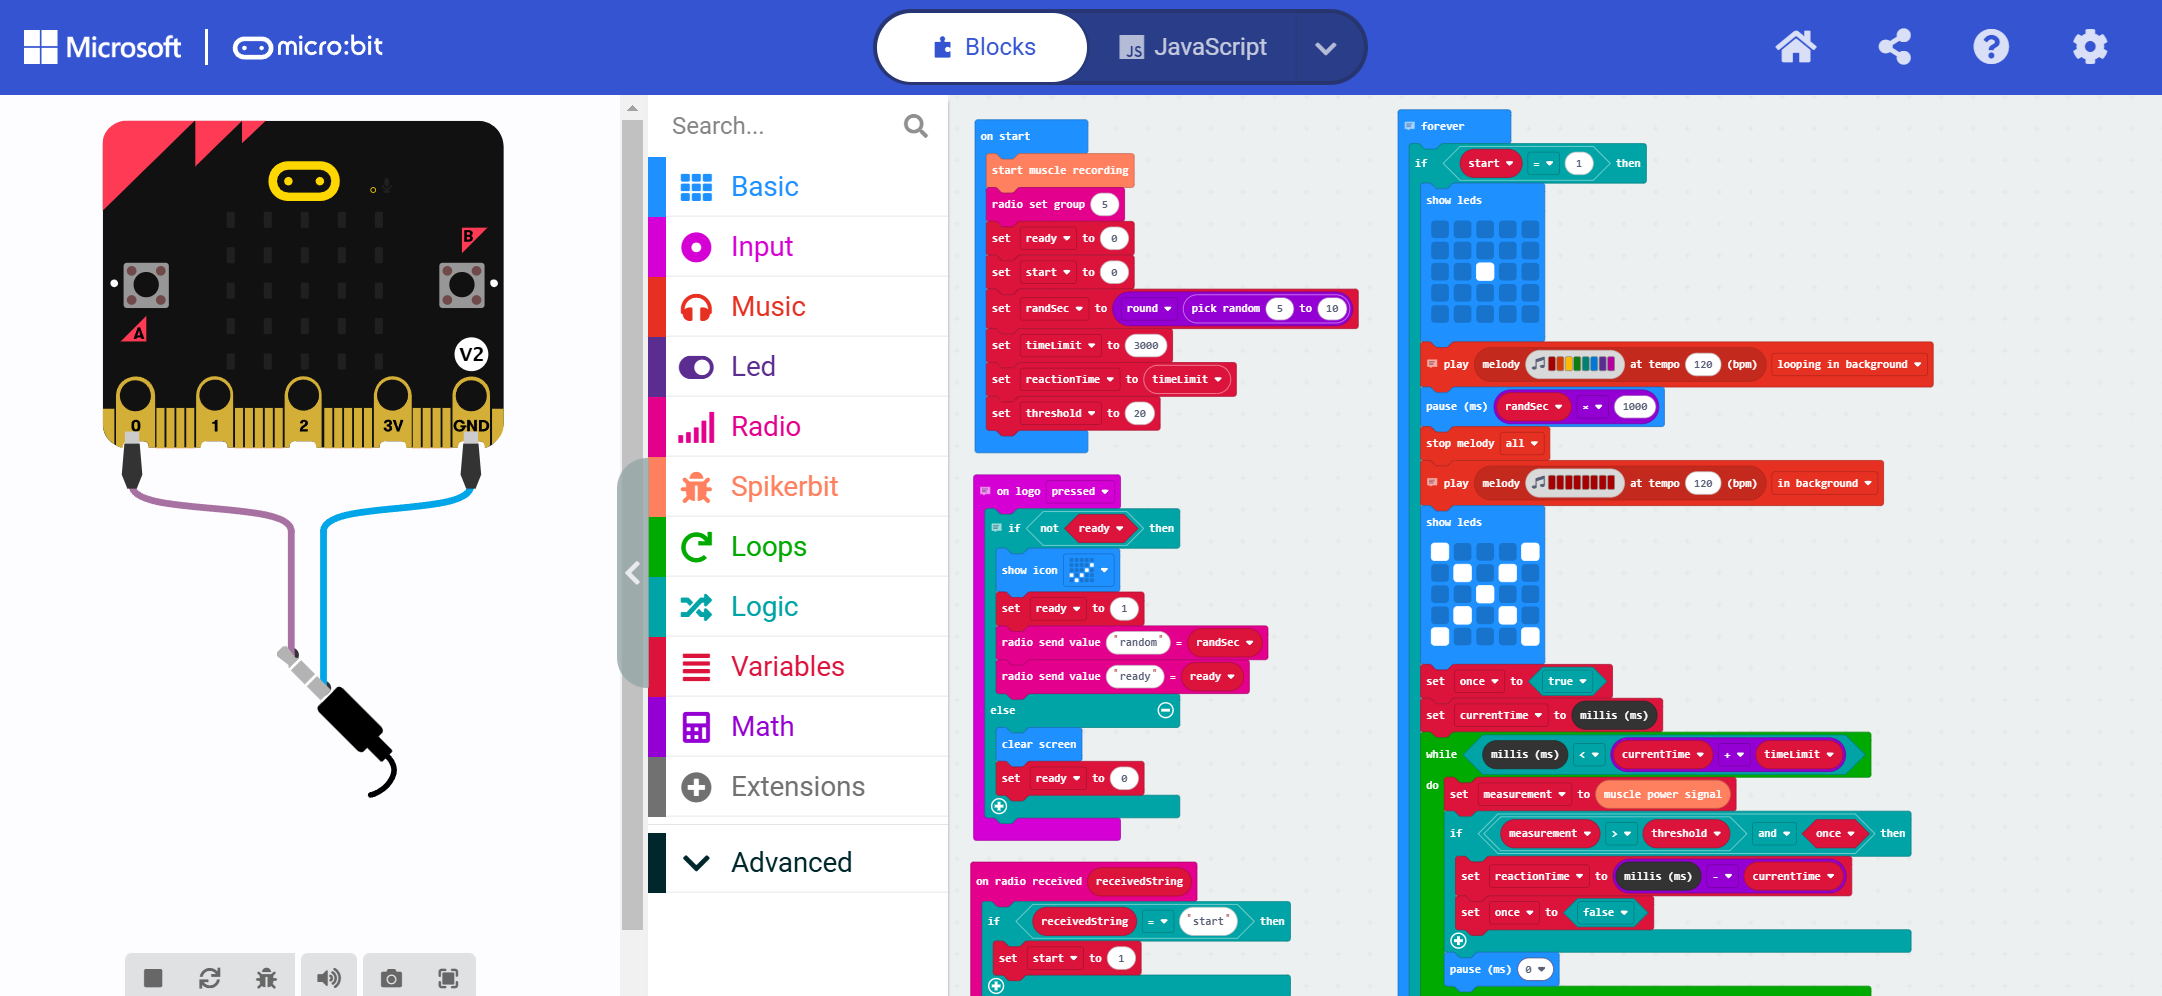 Microsoft
micro:bit
Blocks
JS JavaScript
Search...
Basic
Input
Music
Led
Radio
Spikerbit
Loops
Logic
Variables
Math
Extensions
Advanced
A
B
V2
0 1 2 3V GND
on start
start muscle recording
radio set group 5
set ready to 0
set start to 0
set randSec to round pick random 5 to 10
set timeLimit to 3000
set reactionTime to timeLimit
set threshold to 20
on logo pressed
if not ready then
show icon
set ready to 1
radio send value "random" = randSec
radio send value "ready" = ready
else
clear screen
set ready to 0
on radio received receivedString
if receivedString = "start" then
set start to 1
forever
if start = 1 then
show leds
play melody at tempo 120 (bpm) looping in background
pause (ms) randSec × 1000
stop melody all
play melody at tempo 120 (bpm) in background
show leds
set once to true
set currentTime to millis (ms)
while millis (ms) < currentTime + timeLimit
do set measurement to muscle power signal
if measurement > threshold and once then
set reactionTime to millis (ms) - currentTime
set once to false
pause (ms) 0